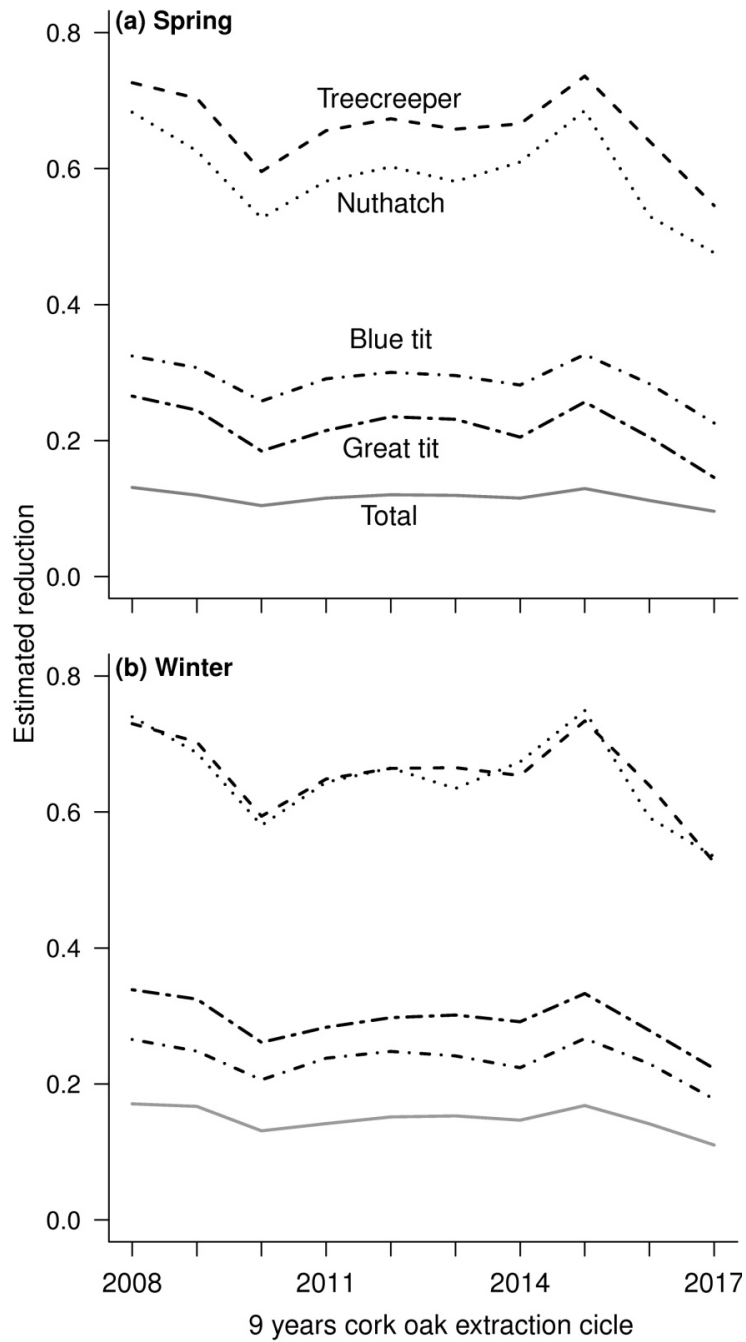 (a) Spring
0.8
Treecreeper
0.6
Nuthatch
0.4
Blue tit
0.2
Great tit
Total
0.0
Estimated reduction
(b) Winter
0.8
0.6
0.4
0.2
0.0
2008 2011 2014 2017
9 years cork oak extraction cicle